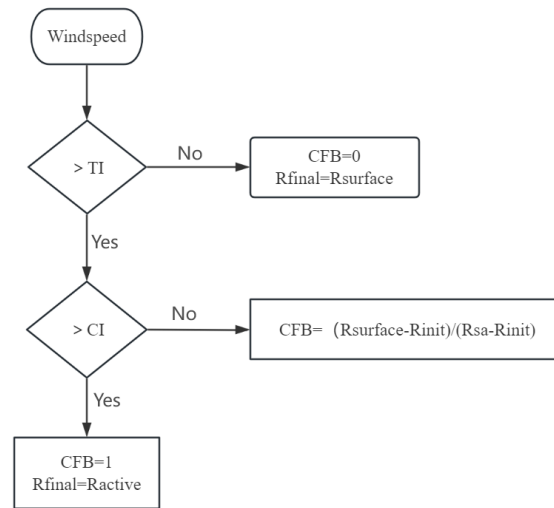 Windspeed
> TI
No
CFB=0
Rfinal=Rsurface
Yes
> CI
No
CFB=（Rsurface-Rinit)/(Rsa-Rinit)
Yes
CFB=1
Rfinal=Ractive